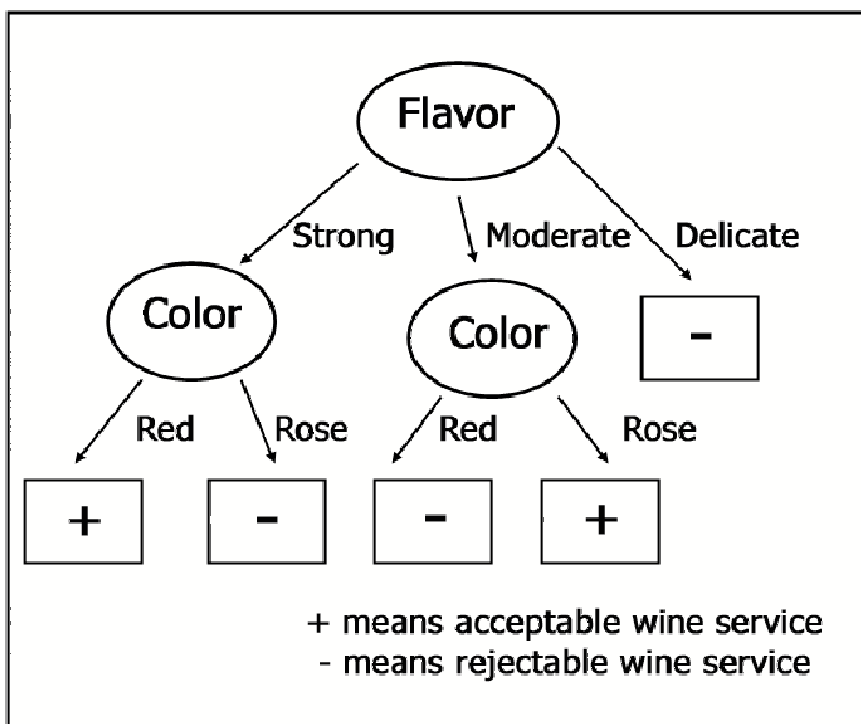 Flavor
Strong Moderate Delicate
Color Color -
Red Rose Red Rose
+ - - +
+ means acceptable wine service
- means rejectable wine service